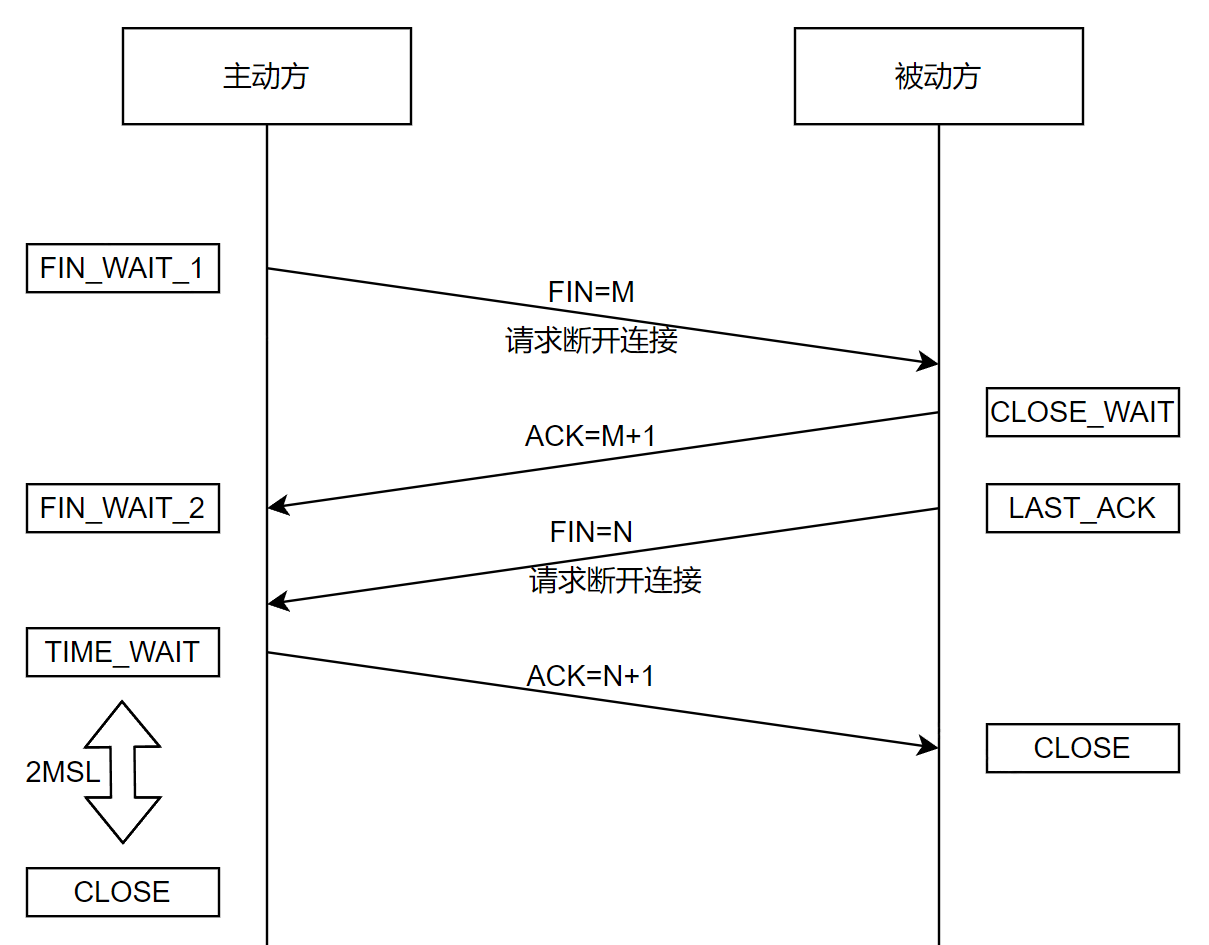 主动方
被动方
FIN_WAIT_1
FIN=M
请求断开连接
CLOSE_WAIT
ACK=M+1
FIN_WAIT_2
LAST_ACK
FIN=N
请求断开连接
TIME_WAIT
ACK=N+1
CLOSE
2MSL
CLOSE